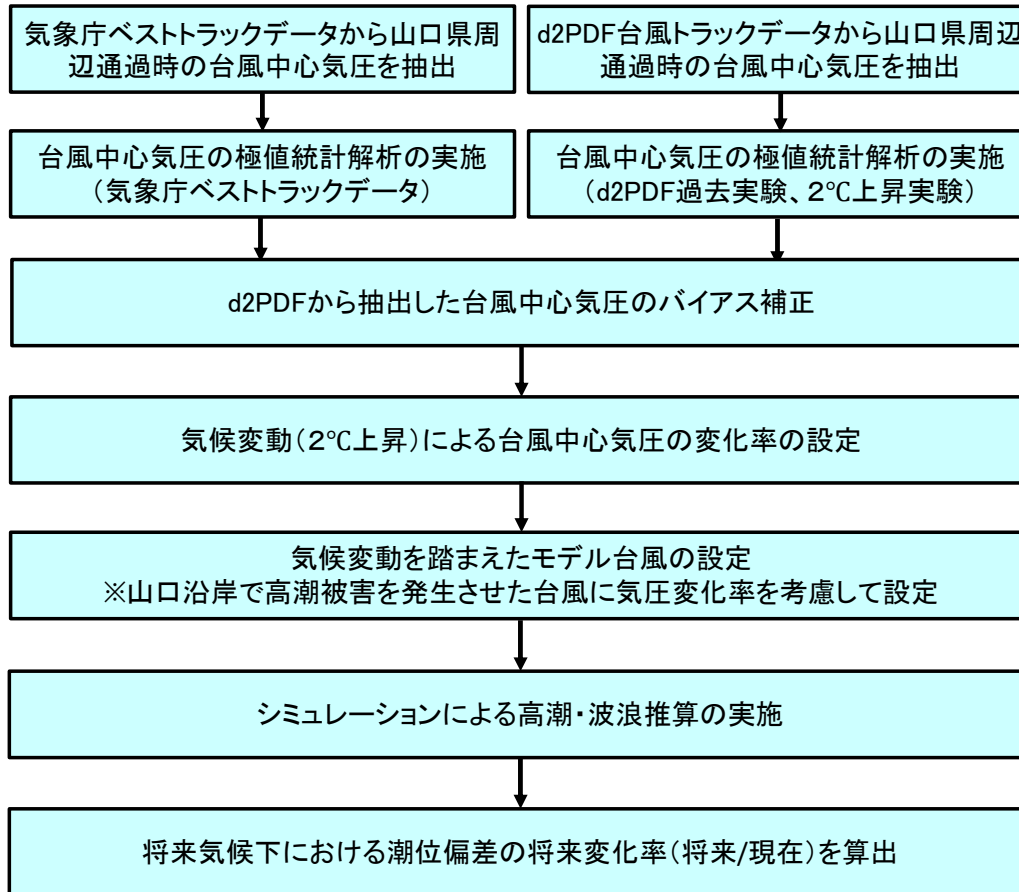 気象庁ベストトラックデータから山口県周
辺通過時の台風中心気圧を抽出
d2PDF台風トラックデータから山口県周辺
通過時の台風中心気圧を抽出
台風中心気圧の極値統計解析の実施
（気象庁ベストトラックデータ）
台風中心気圧の極値統計解析の実施
（d2PDF過去実験、2℃上昇実験）
d2PDFから抽出した台風中心気圧のバイアス補正
気候変動（2℃上昇）による台風中心気圧の変化率の設定
気候変動を踏まえたモデル台風の設定
※山口沿岸で高潮被害を発生させた台風に気圧変化率を考慮して設定
シミュレーションによる高潮・波浪推算の実施
将来気候下における潮位偏差の将来変化率（将来/現在）を算出